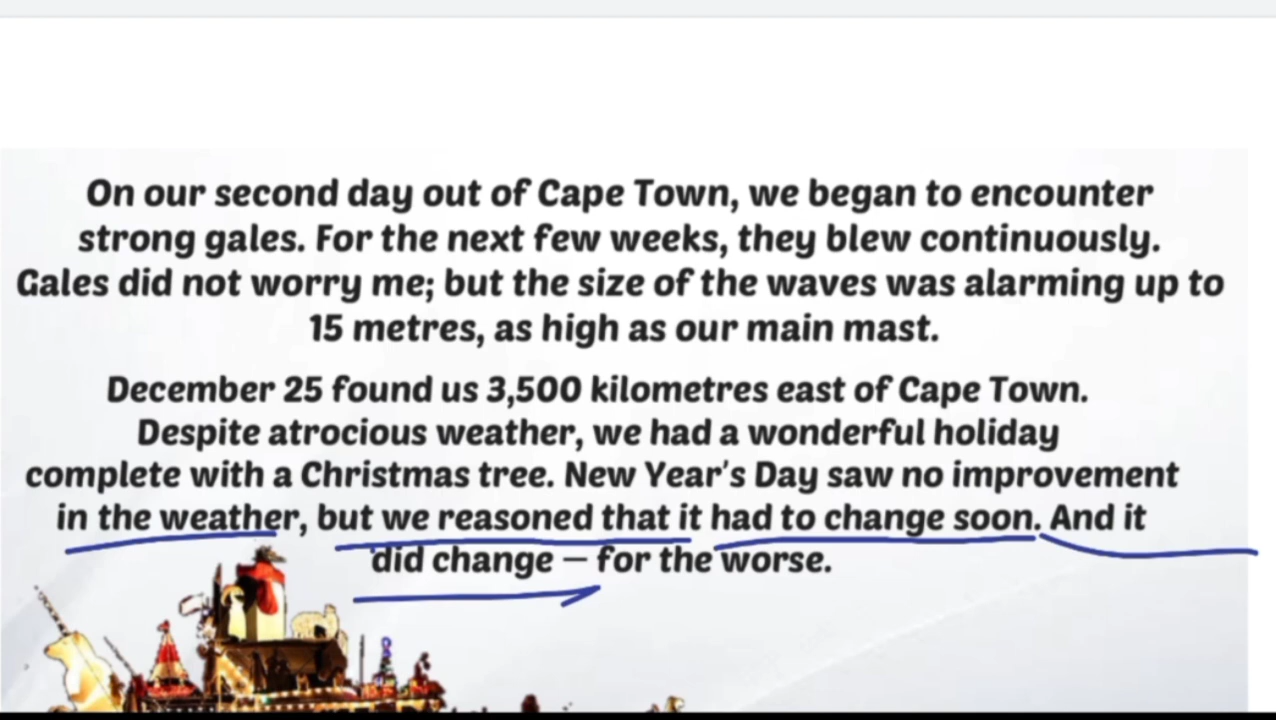 On our second day out of Cape Town, we began to encounter
strong gales. For the next few weeks, they blew continuously.
Gales did not worry me; but the size of the waves was alarming up to
15 metres, as high as our main mast.
December 25 found us 3,500 kilometres east of Cape Town.
Despite atrocious weather, we had a wonderful holiday
complete with a Christmas tree. New Year's Day saw no improvement
in the weather, but we reasoned that it had to change soon. And it
did change — for the worse.